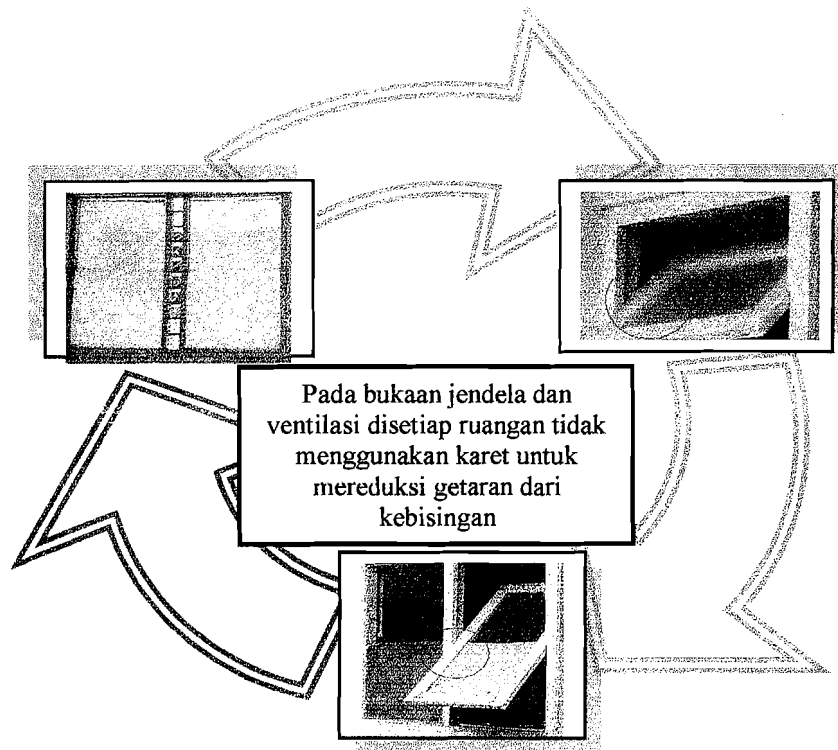 Pada bukaan jendela dan
ventilasi disetiap ruangan tidak
menggunakan karet untuk
mereduksi getaran dari
kebisingan